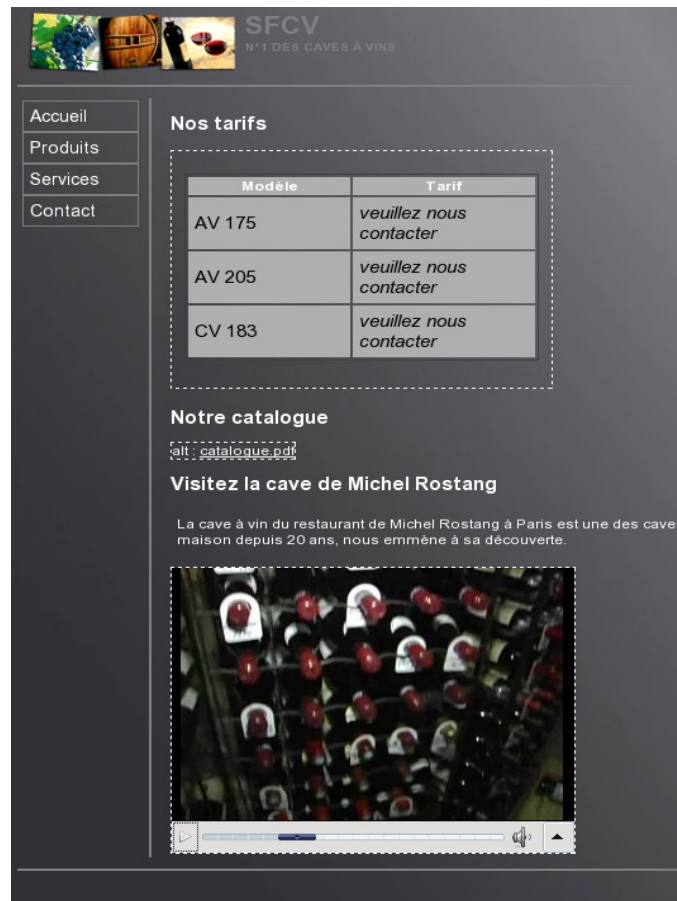 SFCV
N°1 DES CAVES À VINS
Accueil
Produits
Services
Contact
Nos tarifs
Modèle Tarif
AV 175 veuillez nous
contacter
AV 205 veuillez nous
contacter
CV 183 veuillez nous
contacter
Notre catalogue
alt : catalogue.pdf
Visitez la cave de Michel Rostang
La cave à vin du restaurant de Michel Rostang à Paris est une des cave
maison depuis 20 ans, nous emmène à sa découverte.